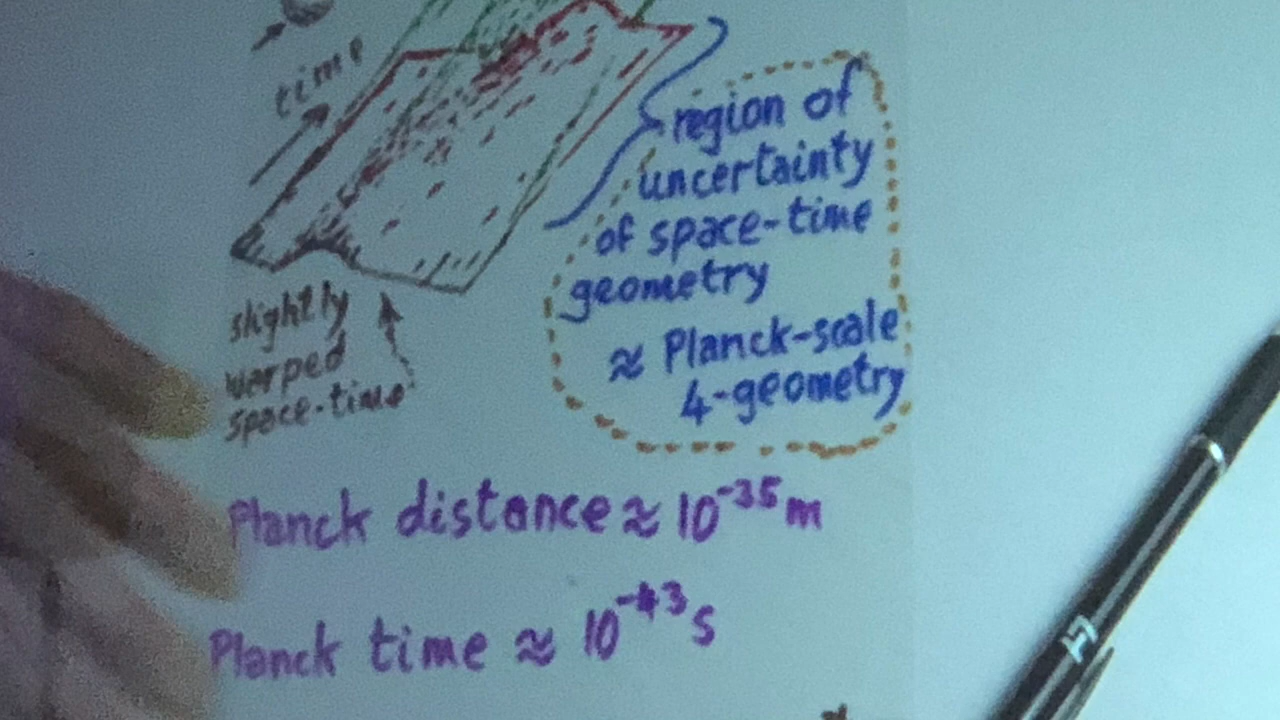 time
region of
uncertainty
of space-time
geometry
≈ Planck-scale
4-geometry
slightly
warped
space-time
Planck distance ≈ 10⁻³⁵ m
Planck time ≈ 10⁻⁴³ s